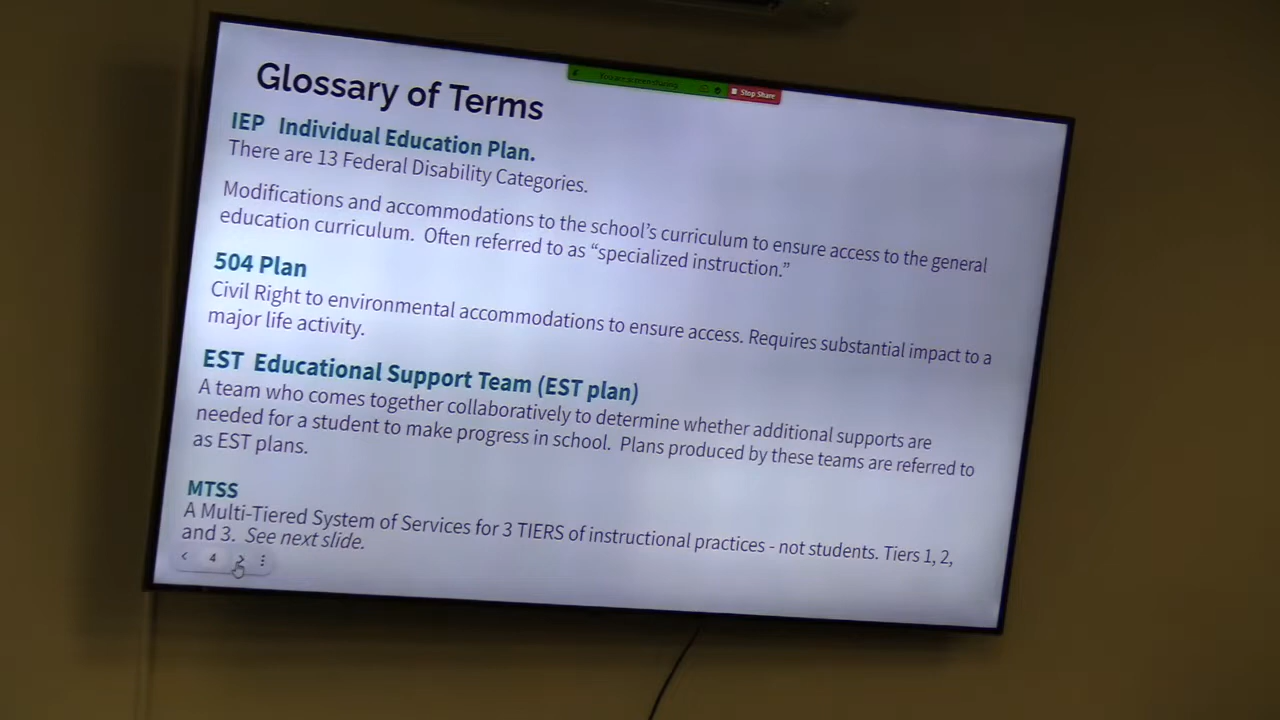 Glossary of Terms
You are screen sharing
Stop Share
IEP Individual Education Plan.
There are 13 Federal Disability Categories.
Modifications and accommodations to the school's curriculum to ensure access to the general
education curriculum. Often referred to as “specialized instruction.”
504 Plan
Civil Right to environmental accommodations to ensure access. Requires substantial impact to a
major life activity.
EST Educational Support Team (EST plan)
A team who comes together collaboratively to determine whether additional supports are
needed for a student to make progress in school. Plans produced by these teams are referred to
as EST plans.
MTSS
A Multi-Tiered System of Services for 3 TIERS of instructional practices - not students. Tiers 1, 2,
and 3. See next slide.
4